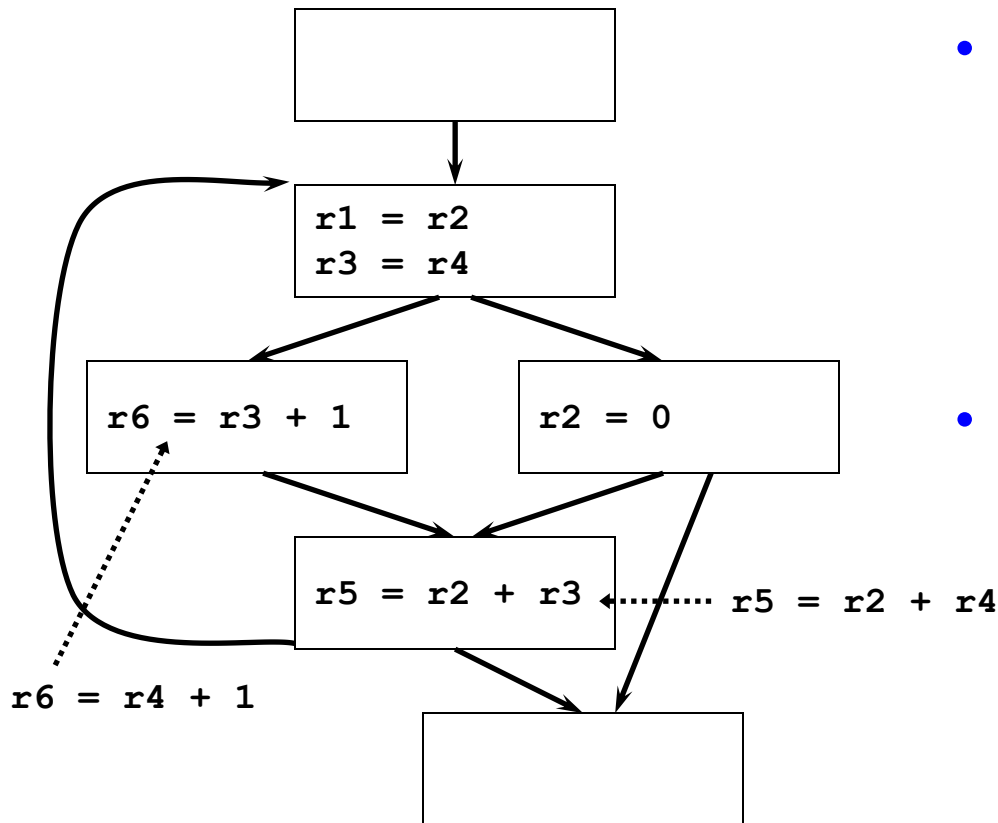 •
r1 = r2
r3 = r4
r6 = r3 + 1
r2 = 0
•
r5 = r2 + r3
r5 = r2 + r4
r6 = r4 + 1